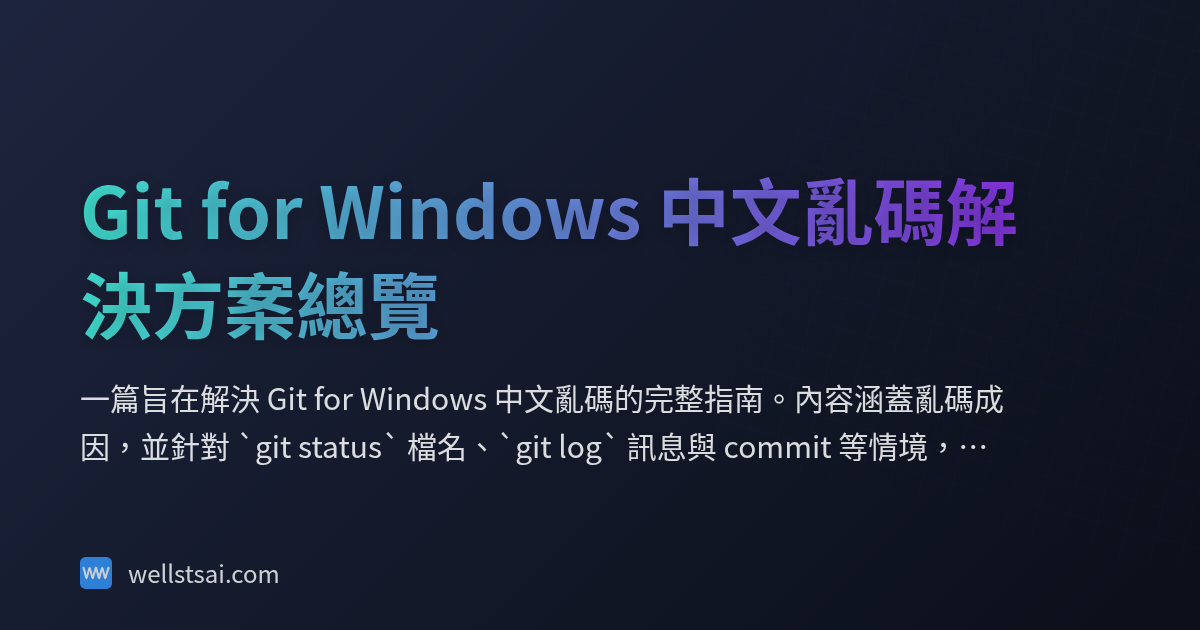 Git for Windows 中文亂碼解
決方案總覽
一篇旨在解決 Git for Windows 中文亂碼的完整指南。內容涵蓋亂碼成
因，並針對 `git status` 檔名、`git log` 訊息與 commit 等情境，⋯
W wellstsai.com